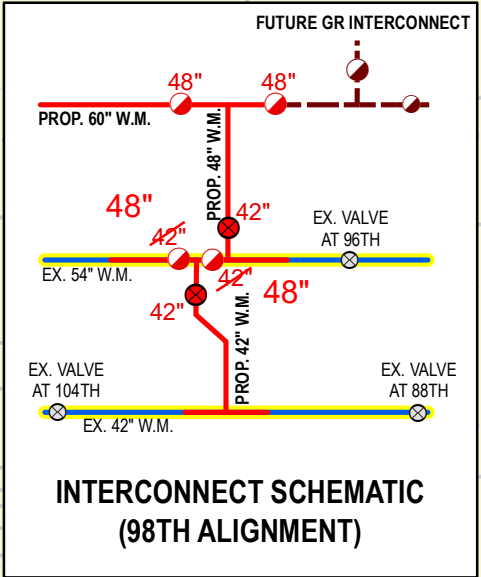 FUTURE GR INTERCONNECT
48"
48"
PROP. 60" W.M.
PROP. 48" W.M.
48"
42"
42"
EX. VALVE
AT 96TH
EX. 54" W.M.
42"
48"
42"
PROP. 42" W.M.
EX. VALVE
AT 104TH
EX. VALVE
AT 88TH
EX. 42" W.M.
INTERCONNECT SCHEMATIC
(98TH ALIGNMENT)